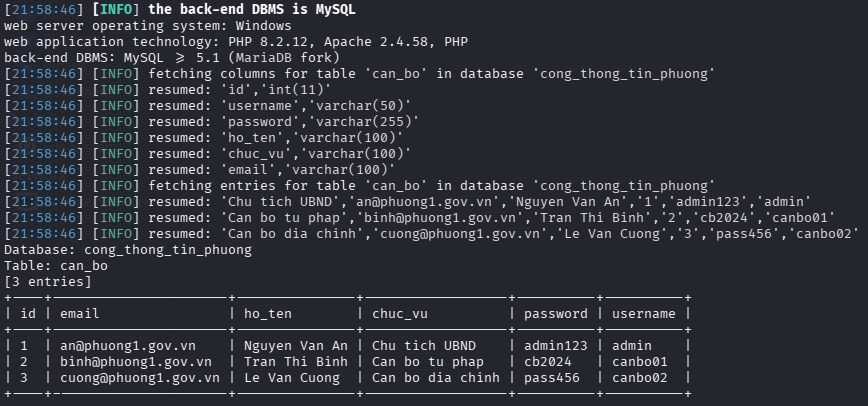 [21:58:46] [INFO] the back-end DBMS is MySQL
web server operating system: Windows
web application technology: PHP 8.2.12, Apache 2.4.58, PHP
back-end DBMS: MySQL ≥ 5.1 (MariaDB fork)
[21:58:46] [INFO] fetching columns for table 'can_bo' in database 'cong_thong_tin_phuong'
[21:58:46] [INFO] resumed: 'id','int(11)'
[21:58:46] [INFO] resumed: 'username','varchar(50)'
[21:58:46] [INFO] resumed: 'password','varchar(255)'
[21:58:46] [INFO] resumed: 'ho_ten','varchar(100)'
[21:58:46] [INFO] resumed: 'chuc_vu','varchar(100)'
[21:58:46] [INFO] resumed: 'email','varchar(100)'
[21:58:46] [INFO] fetching entries for table 'can_bo' in database 'cong_thong_tin_phuong'
[21:58:46] [INFO] resumed: 'Chu tich UBND','an@phuong1.gov.vn','Nguyen Van An','1','admin123','admin'
[21:58:46] [INFO] resumed: 'Can bo tu phap','binh@phuong1.gov.vn','Tran Thi Binh','2','cb2024','canbo01'
[21:58:46] [INFO] resumed: 'Can bo dia chinh','cuong@phuong1.gov.vn','Le Van Cuong','3','pass456','canbo02'
Database: cong_thong_tin_phuong
Table: can_bo
[3 entries]
+----+----------------------+---------------+------------------+----------+----------+
| id | email                | ho_ten        | chuc_vu          | password | username |
+----+----------------------+---------------+------------------+----------+----------+
| 1  | an@phuong1.gov.vn    | Nguyen Van An | Chu tich UBND    | admin123 | admin    |
| 2  | binh@phuong1.gov.vn  | Tran Thi Binh | Can bo tu phap   | cb2024   | canbo01  |
| 3  | cuong@phuong1.gov.vn | Le Van Cuong  | Can bo dia chinh | pass456  | canbo02  |
+----+----------------------+---------------+------------------+----------+----------+